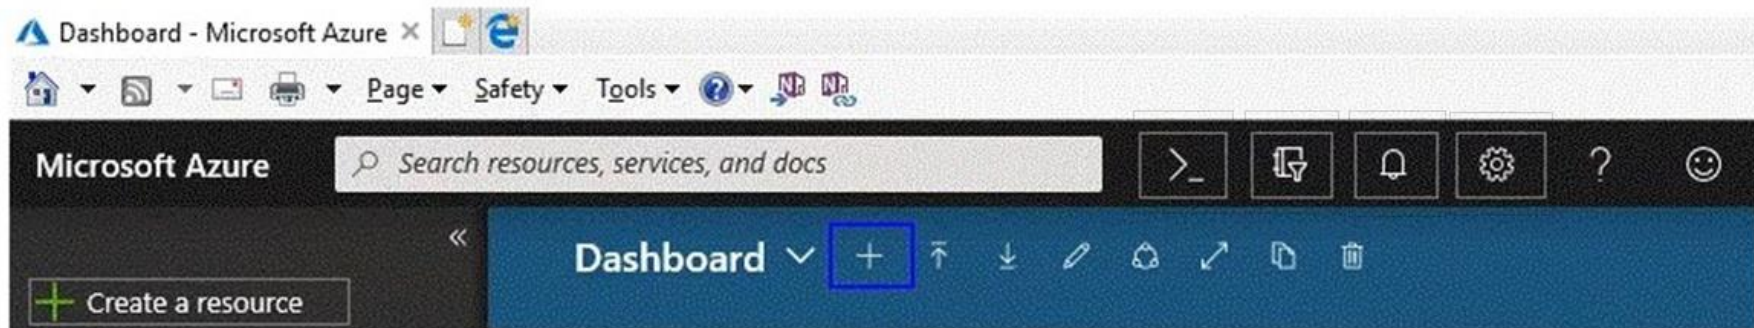 Dashboard - Microsoft Azure
Page Safety Tools
Microsoft Azure Search resources, services, and docs
Dashboard
Create a resource